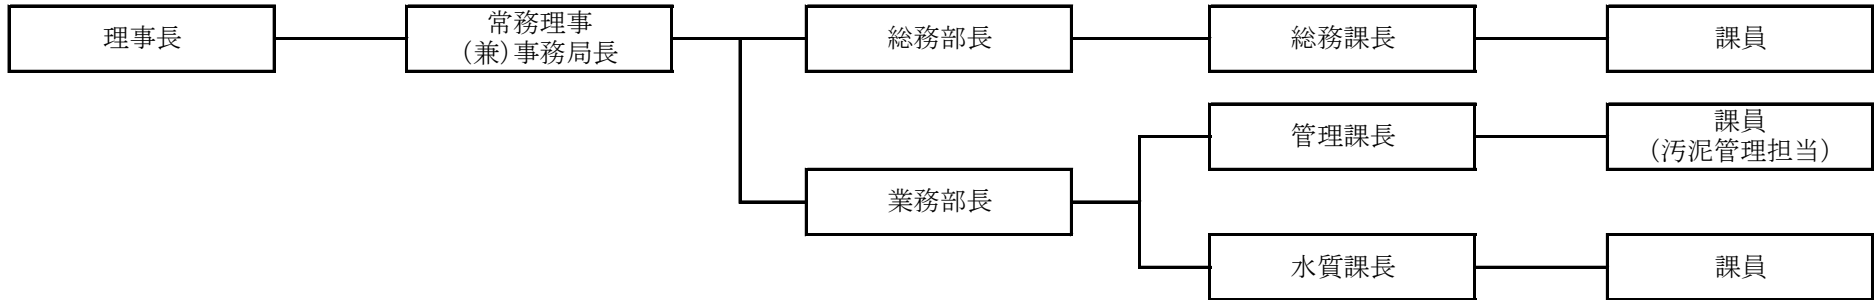 理事長
常務理事
(兼)事務局長
総務部長
総務課長
課員
管理課長
課員
(汚泥管理担当)
業務部長
水質課長
課員